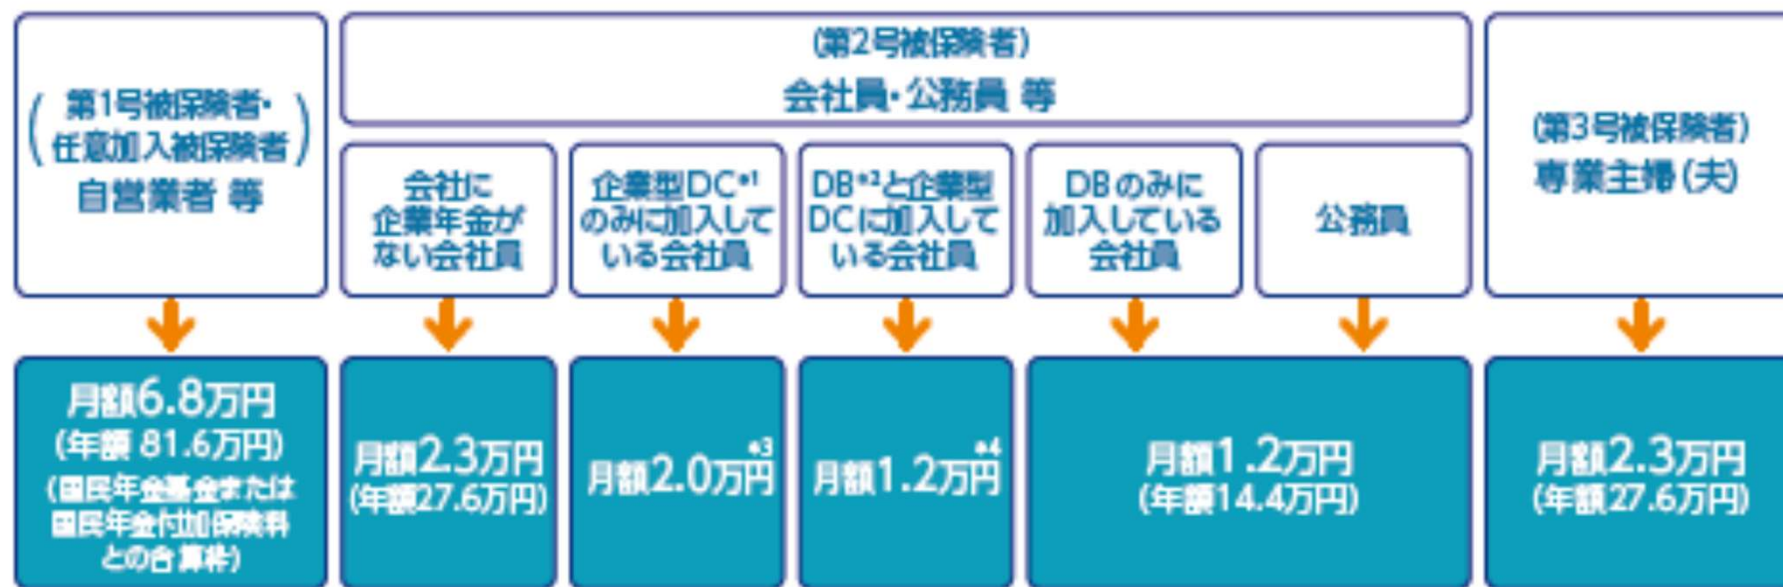 (第1号被保険者・
任意加入被保険者)
自営業者 等
(第2号被保険者)
会社員・公務員 等
会社に
企業年金が
ない会社員
企業型DC*1
のみに加入して
いる会社員
DB*2と企業型
DCに加入して
いる会社員
DBのみに
加入している
会社員
公務員
(第3号被保険者)
専業主婦(夫)
月額6.8万円
(年額 81.6万円)
(国民年金基金または
国民年金付加保険料
との合算枠)
月額2.3万円
(年額27.6万円)
月額2.0万円*3
月額1.2万円*4
月額1.2万円
(年額14.4万円)
月額2.3万円
(年額27.6万円)